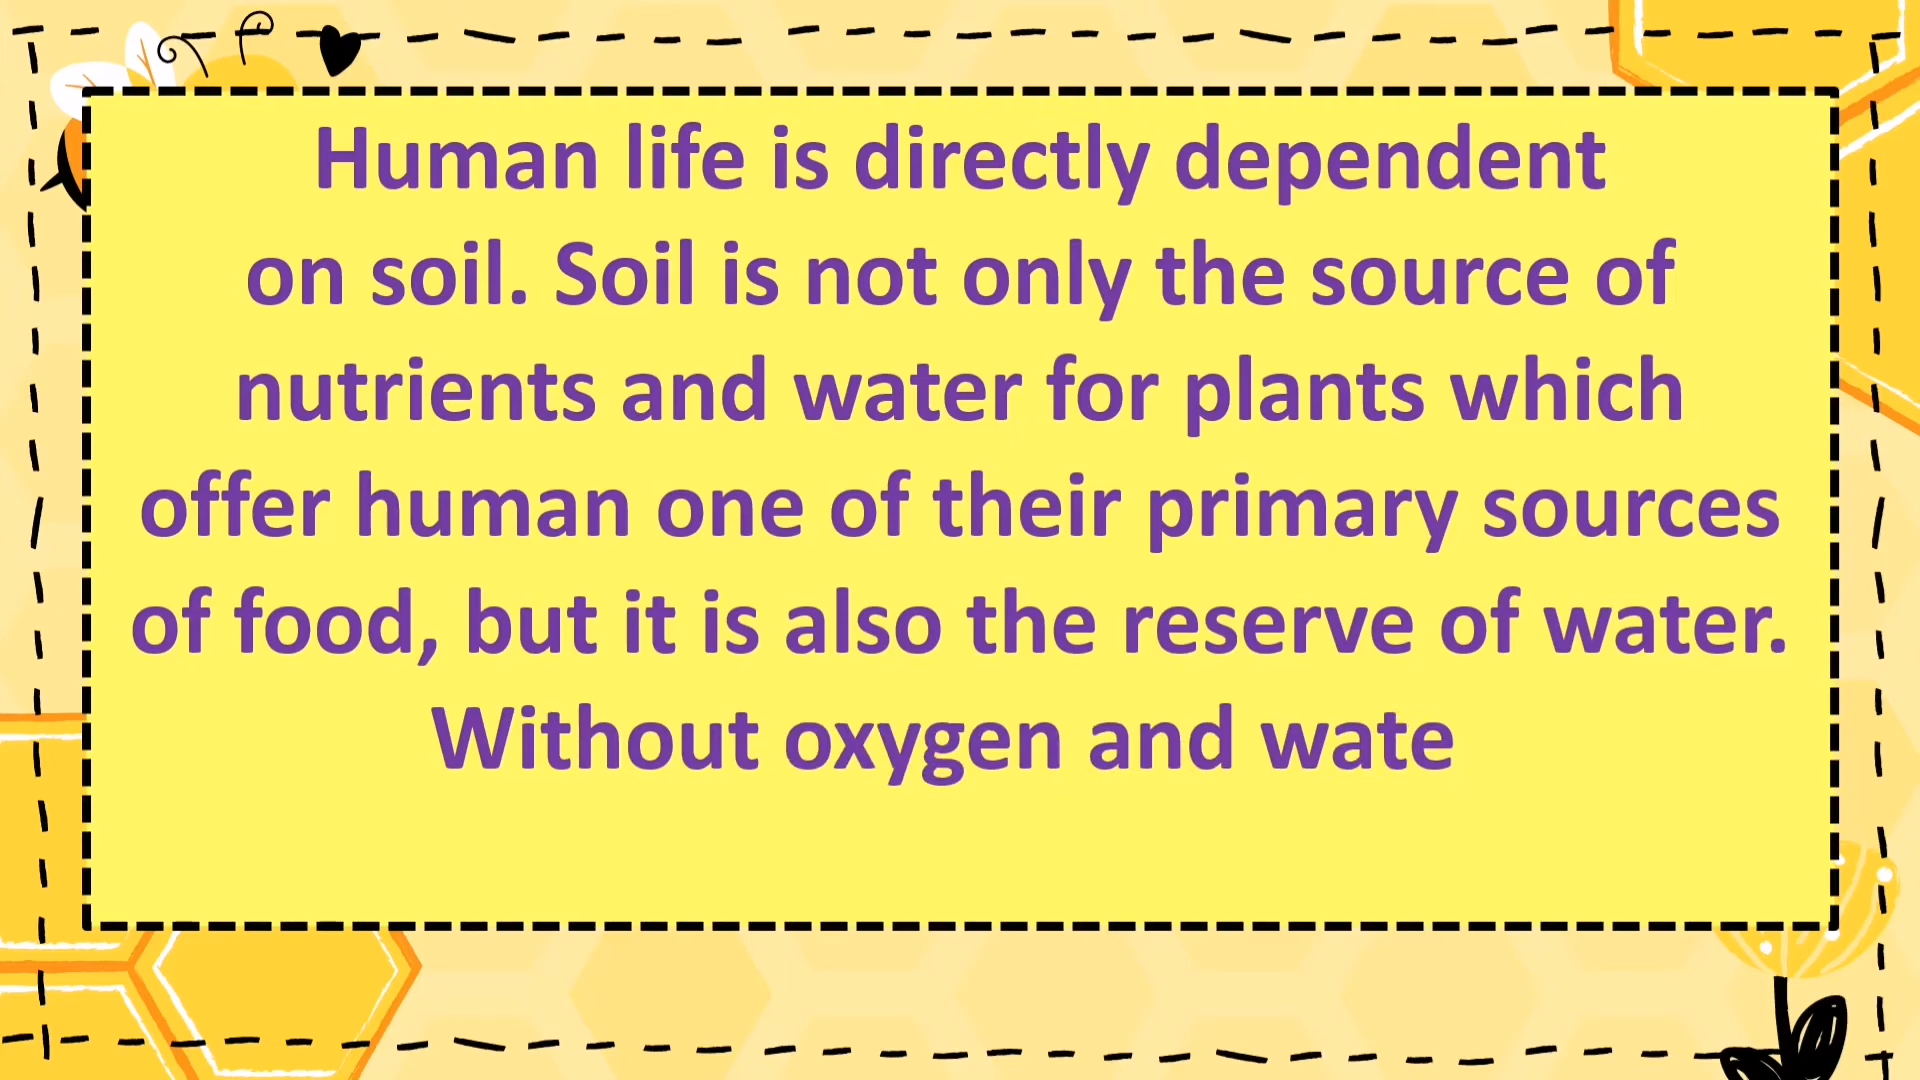 Human life is directly dependent
on soil. Soil is not only the source of
nutrients and water for plants which
offer human one of their primary sources
of food, but it is also the reserve of water.
Without oxygen and wate